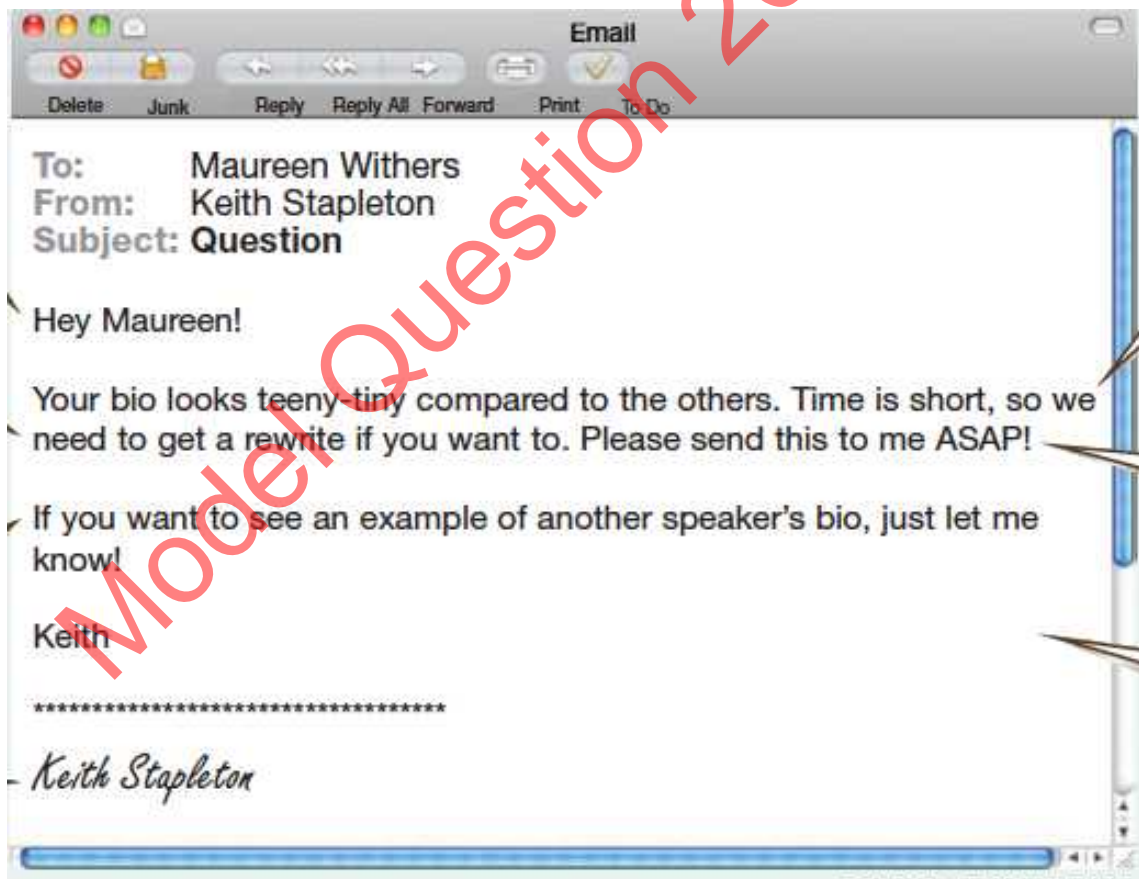 Email
Delete Junk Reply Reply All Forward Print To Do
To: Maureen Withers
From: Keith Stapleton
Subject: Question
Hey Maureen!
Your bio looks teeny-tiny compared to the others. Time is short, so we
need to get a rewrite if you want to. Please send this to me ASAP!
If you want to see an example of another speaker's bio, just let me
know!
Keith
***********************************
Keith Stapleton
Model Question